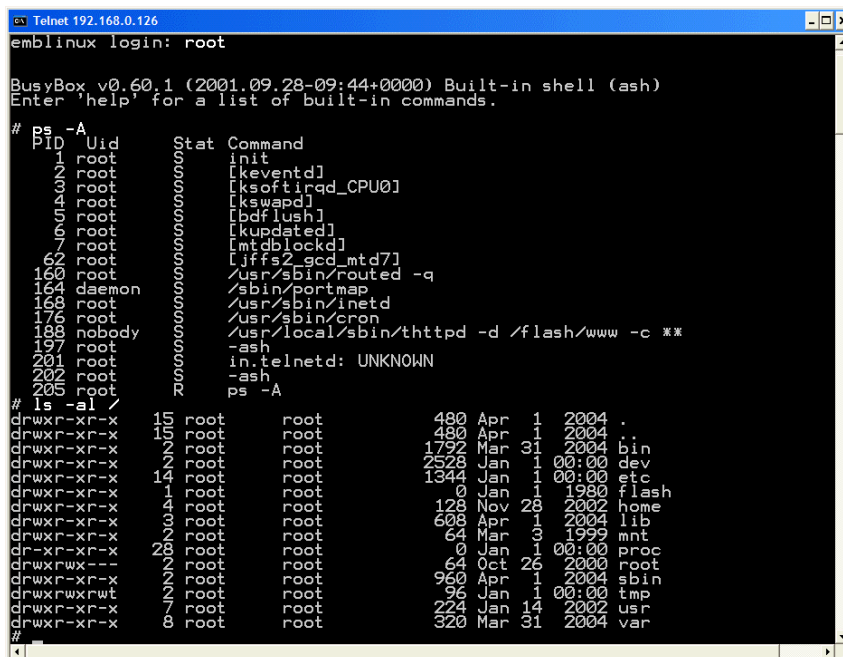 Telnet 192.168.0.126
emblinux login: root
BusyBox v0.60.1 (2001.09.28-09:44+0000) Built-in shell (ash)
Enter 'help' for a list of built-in commands.
# ps -A
  PID  Uid     Stat Command
    1 root     S    init
    2 root     S    [keventd]
    3 root     S    [ksoftirqd_CPU0]
    4 root     S    [kswapd]
    5 root     S    [bdflush]
    6 root     S    [kupdated]
    7 root     S    [mtdblockd]
   62 root     S    [jffs2_gcd_mtd7]
  160 root     S    /usr/sbin/routed -q
  164 daemon   S    /sbin/portmap
  168 root     S    /usr/sbin/inetd
  176 root     S    /usr/sbin/cron
  188 nobody   S    /usr/local/sbin/thttpd -d /flash/www -c **
  197 root     S    -ash
  201 root     S    in.telnetd: UNKNOWN
  202 root     S    -ash
  205 root     R    ps -A
# ls -al /
drwxr-xr-x   15 root     root          480 Apr  1  2004 .
drwxr-xr-x   15 root     root          480 Apr  1  2004 ..
drwxr-xr-x    2 root     root         1792 Mar 31  2004 bin
drwxr-xr-x    2 root     root         2528 Jan  1 00:00 dev
drwxr-xr-x   14 root     root         1344 Jan  1 00:00 etc
drwxr-xr-x    1 root     root            0 Jan  1  1980 flash
drwxr-xr-x    4 root     root          128 Nov 28  2002 home
drwxr-xr-x    3 root     root          608 Apr  1  2004 lib
drwxr-xr-x    2 root     root           64 Mar  3  1999 mnt
dr-xr-xr-x   28 root     root            0 Jan  1 00:00 proc
drwxrwx---    2 root     root           64 Oct 26  2000 root
drwxr-xr-x    2 root     root          960 Apr  1  2004 sbin
drwxrwxrwt    2 root     root           96 Jan  1 00:00 tmp
drwxr-xr-x    7 root     root          224 Jan 14  2002 usr
drwxr-xr-x    8 root     root          320 Mar 31  2004 var
#